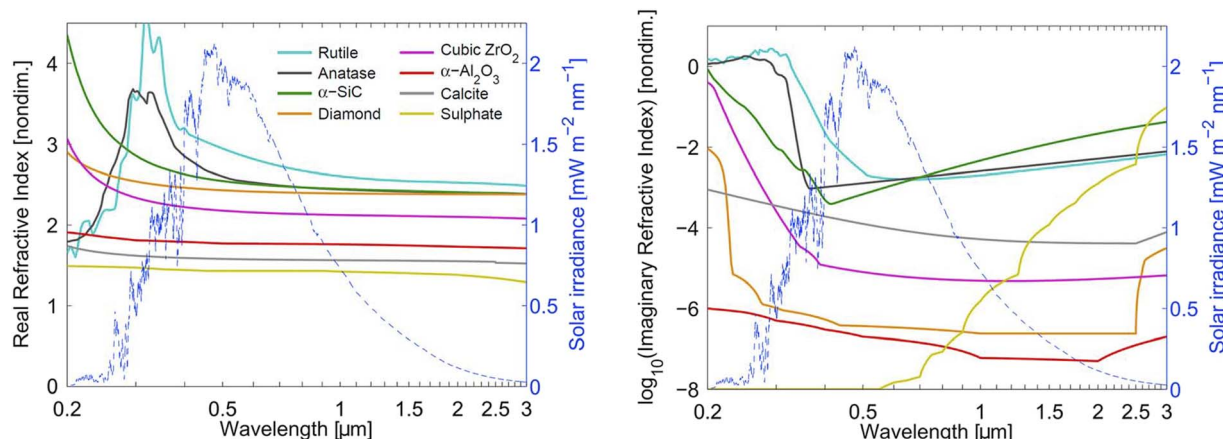 Real Refractive Index [nondim.]
4
3
2
1
0
Rutile
Anatase
α−SiC
Diamond
Cubic ZrO2
α−Al2O3
Calcite
Sulphate
2
1.5
1
0.5
0
Solar irradiance [mW m−2 nm−1]
0.2
0.5
1
1.5
2
2.5
3
Wavelength [µm]
log10(Imaginary Refractive Index) [nondim.]
0
−2
−4
−6
−8
2
1.5
1
0.5
0
Solar irradiance [mW m−2 nm−1]
0.2
0.5
1
1.5
2
2.5
3
Wavelength [µm]